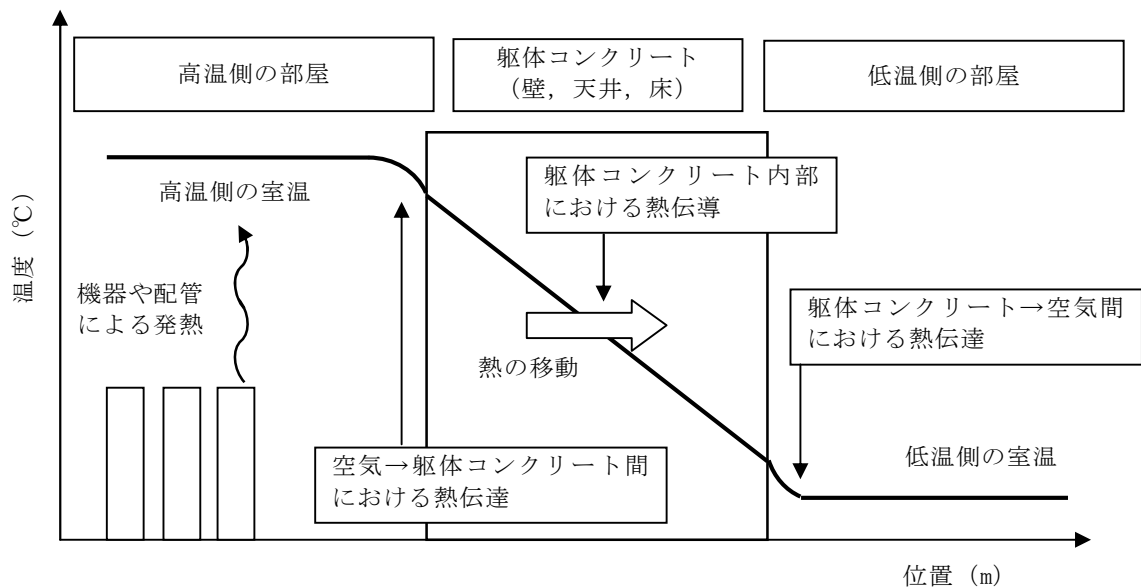 高温側の部屋
躯体コンクリート
（壁，天井，床）
低温側の部屋
温度（℃）
高温側の室温
躯体コンクリート内部
における熱伝導
機器や配管
による発熱
躯体コンクリート→空気間
における熱伝達
熱の移動
空気→躯体コンクリート間
における熱伝達
低温側の室温
位置（m）